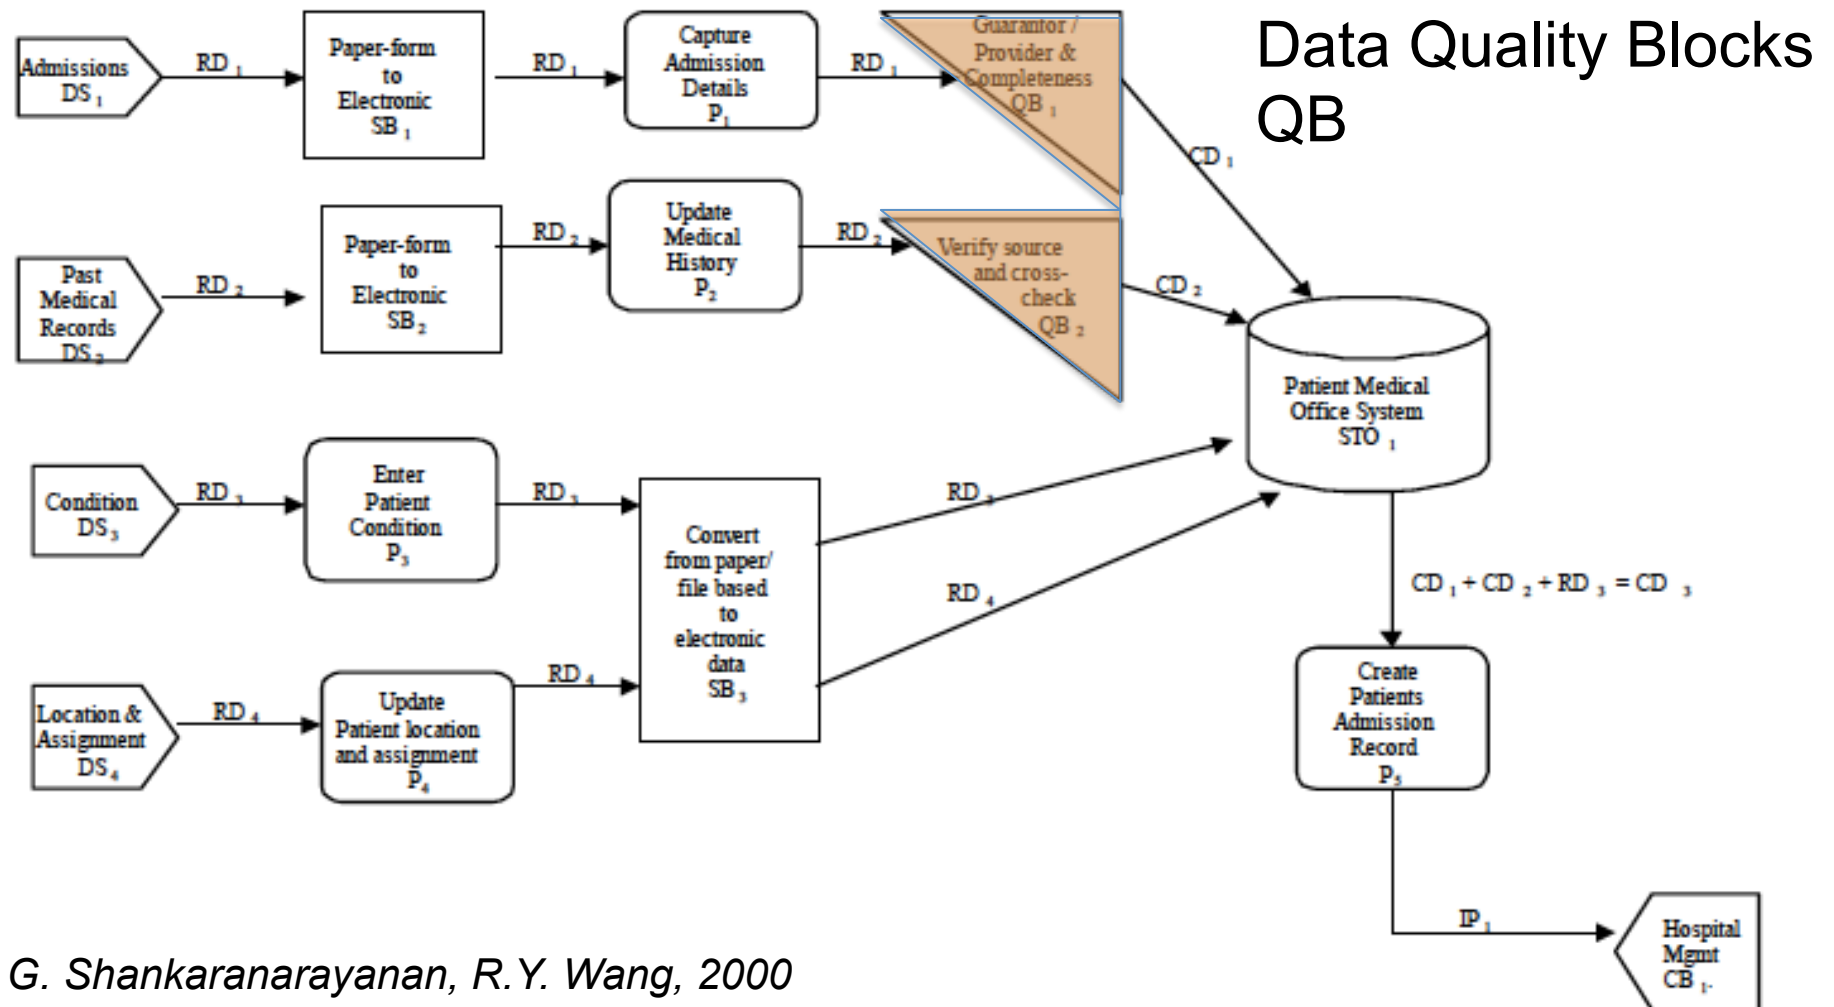 Data Quality Blocks
QB
Admissions
DS 1
RD 1
Paper-form
to
Electronic
SB 1
RD 1
Capture
Admission
Details
P1
RD 1
Guarantor /
Provider &
Completeness
QB 1
CD 1
Past
Medical
Records
DS 2
RD 2
Paper-form
to
Electronic
SB2
RD 2
Update
Medical
History
P2
RD 2
Verify source
and cross-
check
QB 2
CD 2
Patient Medical
Office System
STO 1
Condition
DS 3
RD 3
Enter
Patient
Condition
P3
RD 3
Convert
from paper/
file based
to
electronic
data
SB 3
RD 3
RD 4
CD 1 + CD 2 + RD 3 = CD 3
Location &
Assignment
DS 4
RD 4
Update
Patient location
and assignment
P4
RD 4
Create
Patients
Admission
Record
P5
IP1
Hospital
Mgmt
CB 1.
G. Shankaranarayanan, R.Y. Wang, 2000